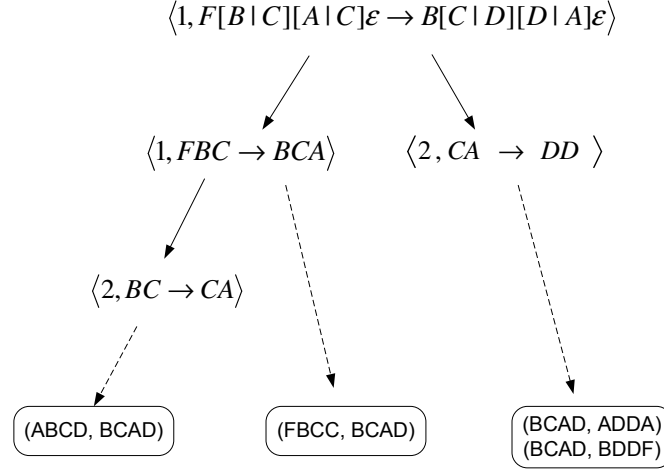 ⟨1, F[B | C][A | C]ε → B[C | D][D | A]ε⟩
⟨1, FBC → BCA⟩
⟨2, CA → DD ⟩
⟨2, BC → CA⟩
(ABCD, BCAD)
(FBCC, BCAD)
(BCAD, ADDA)
(BCAD, BDDF)